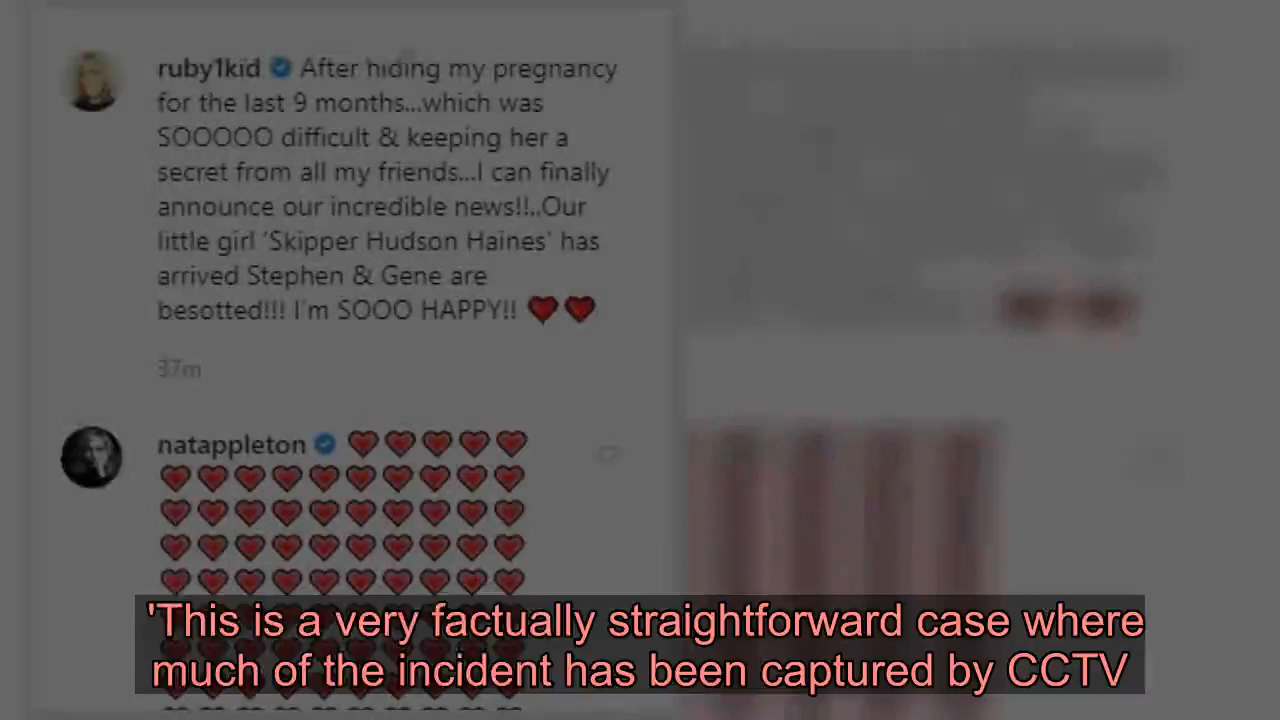 ruby1kid After hiding my pregnancy
for the last 9 months...which was
SOOOOO difficult & keeping her a
secret from all my friends...I can finally
announce our incredible news!!..Our
little girl 'Skipper Hudson Haines' has
arrived Stephen & Gene are
besotted!!! I'm SOOO HAPPY!! ❤️❤️
37m
natappleton ❤️❤️❤️❤️❤️
❤️❤️❤️❤️❤️❤️❤️❤️❤️❤️
❤️❤️❤️❤️❤️❤️❤️❤️❤️❤️
❤️❤️❤️❤️❤️❤️❤️❤️❤️❤️
❤️❤️❤️❤️❤️❤️❤️❤️❤️❤️
'This is a very factually straightforward case where
much of the incident has been captured by CCTV